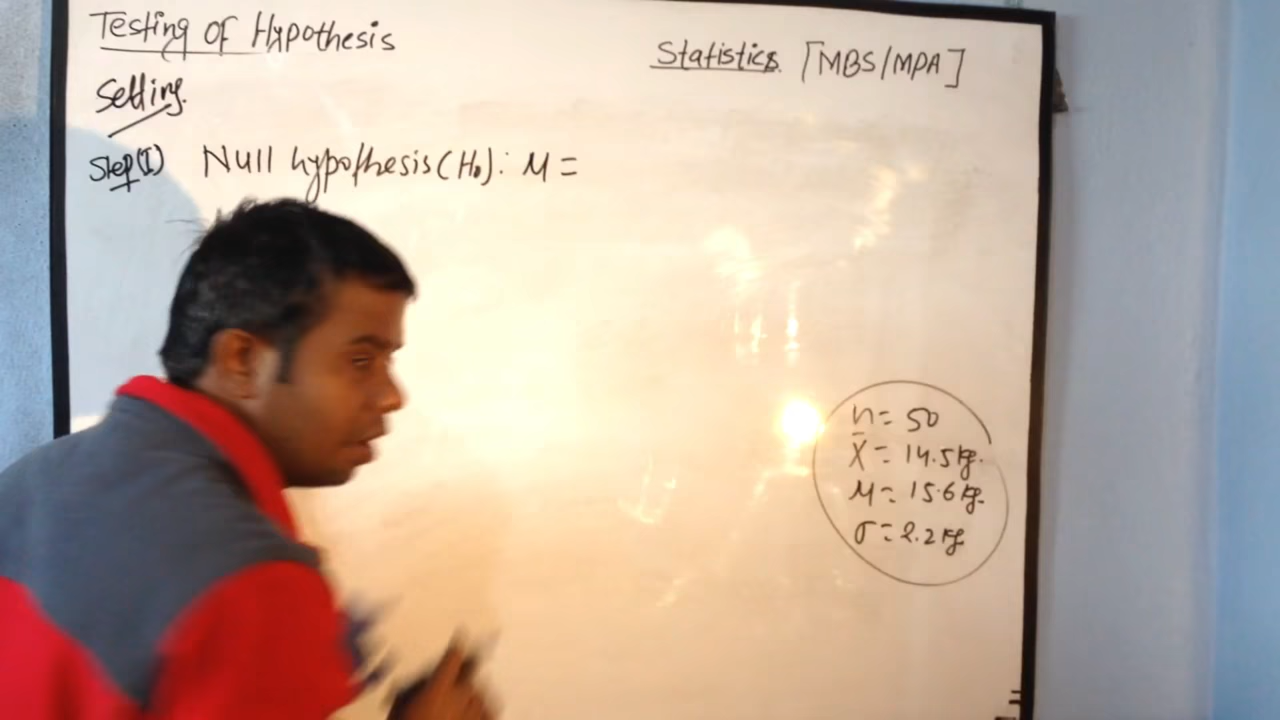 Testing of Hypothesis
Statistics [MBS/MPA]
Setting.
Step(I) Null hypothesis(H₀): μ =
n = 50
X̄ = 14.5 kg.
μ = 15.6 kg.
σ = 2.2 kg